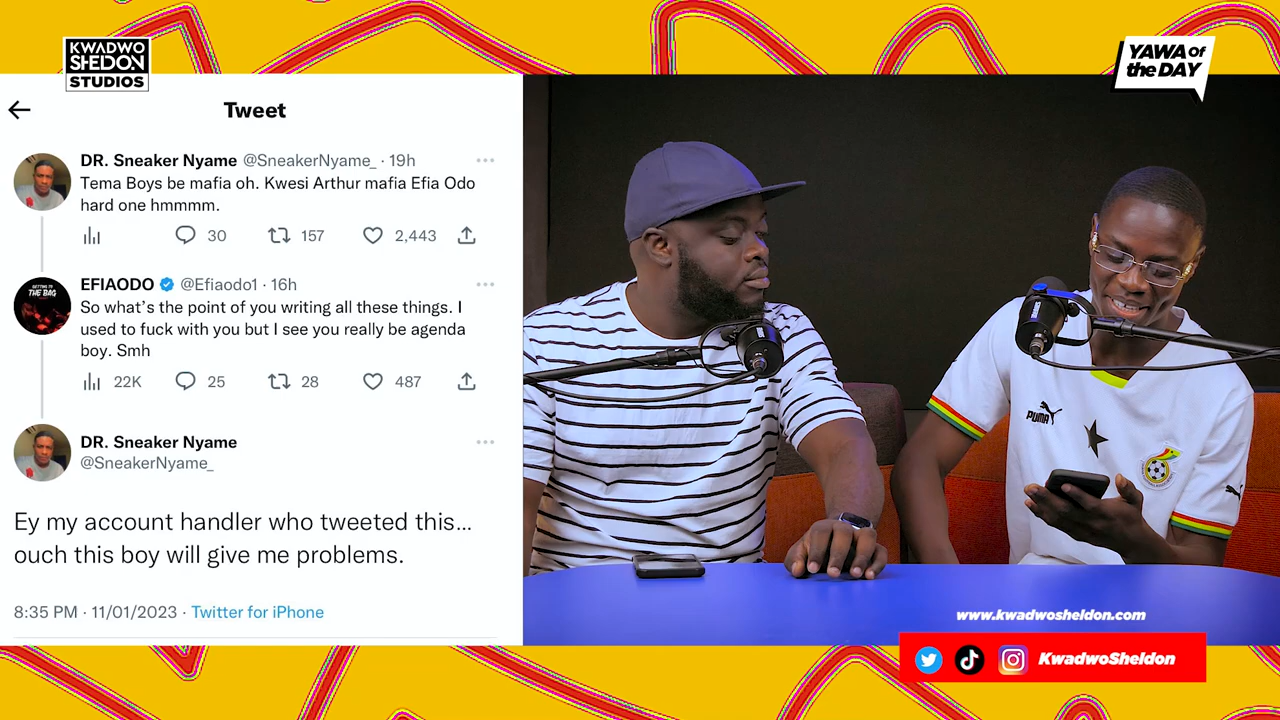 KWADWO
SHELDON
STUDIOS
YAWA of
the DAY
Tweet
DR. Sneaker Nyame @SneakerNyame_ · 19h
Tema Boys be mafia oh. Kwesi Arthur mafia Efia Odo
hard one hmmmm.
30 157 2,443
EFIAODO @Efiaodo1 · 16h
So what's the point of you writing all these things. I
used to fuck with you but I see you really be agenda
boy. Smh
22K 25 28 487
DR. Sneaker Nyame
@SneakerNyame_
Ey my account handler who tweeted this...
ouch this boy will give me problems.
8:35 PM · 11/01/2023 · Twitter for iPhone
GETTING TO
THE BAG
PUMA
www.kwadwosheldon.com
KwadwoSheldon